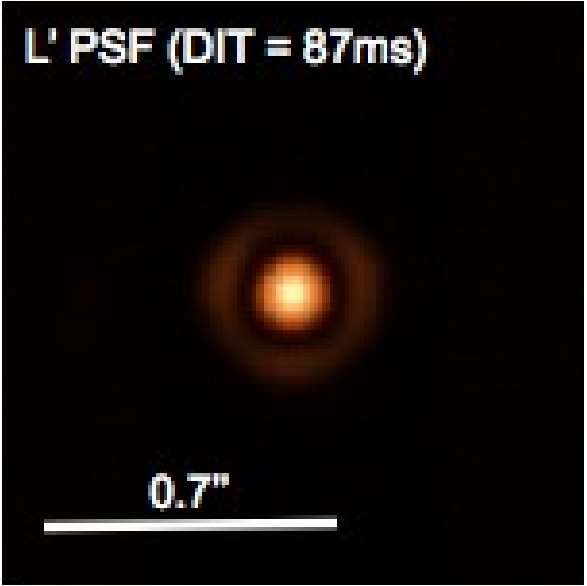 L' PSF (DIT = 87ms)
0.7"